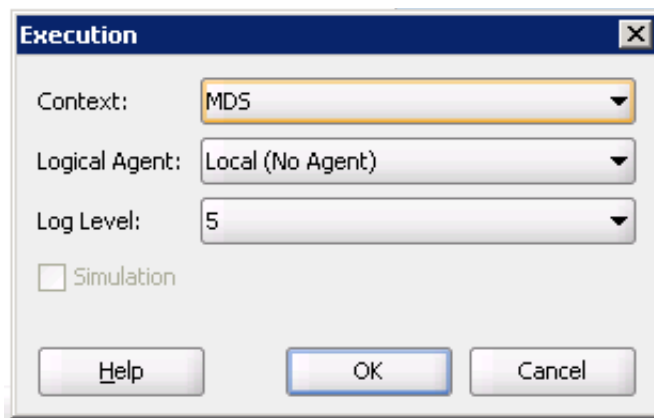 Execution
Context: MDS
Logical Agent: Local (No Agent)
Log Level: 5
Simulation
Help OK Cancel